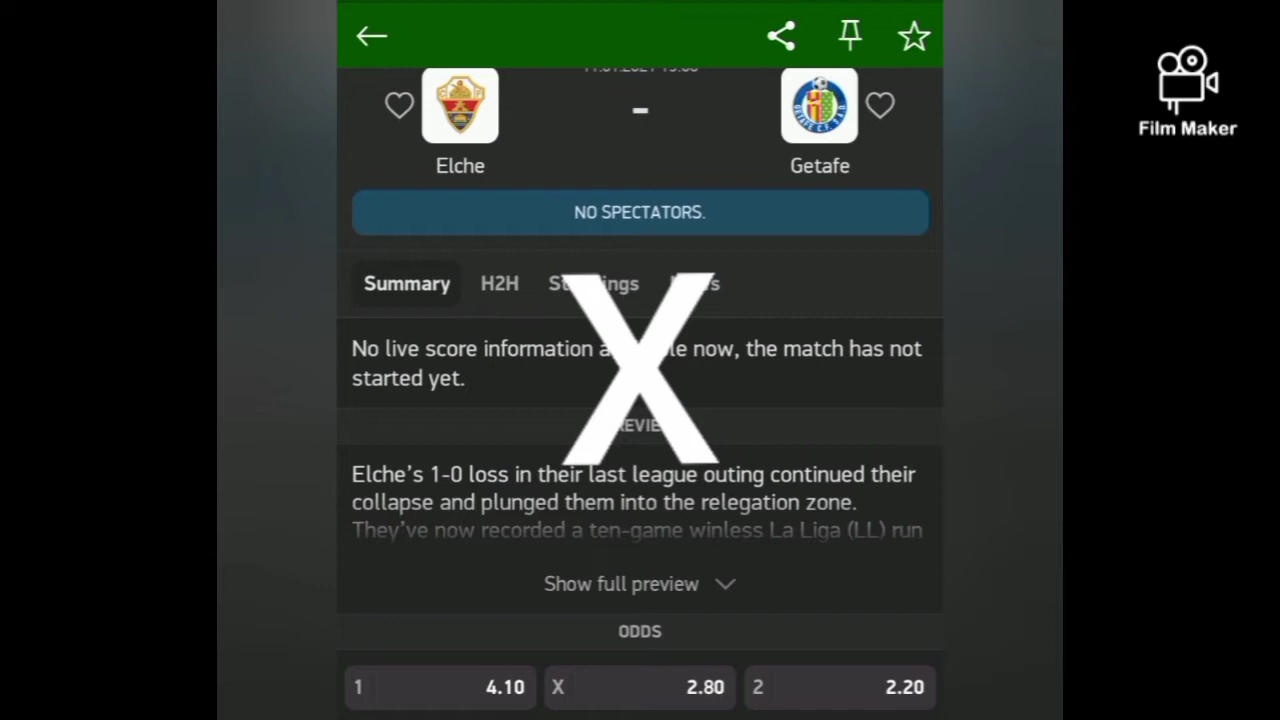 Film Maker
Elche
Getafe
NO SPECTATORS.
Summary H2H
No live score information now, the match has not
started yet.
X
Elche's 1-0 loss in their last league outing continued their
collapse and plunged them into the relegation zone.
They've now recorded a ten-game winless La Liga (LL) run
Show full preview
ODDS
1 4.10 X 2.80 2 2.20